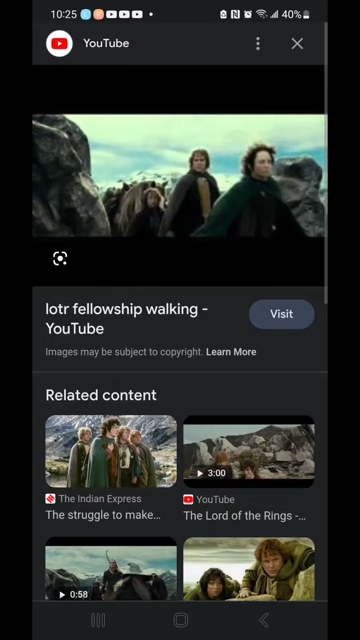 10:25
40%
YouTube
lotr fellowship walking -
YouTube
Visit
Images may be subject to copyright. Learn More
Related content
3:00
The Indian Express
YouTube
The struggle to make...
The Lord of the Rings -...
0:58